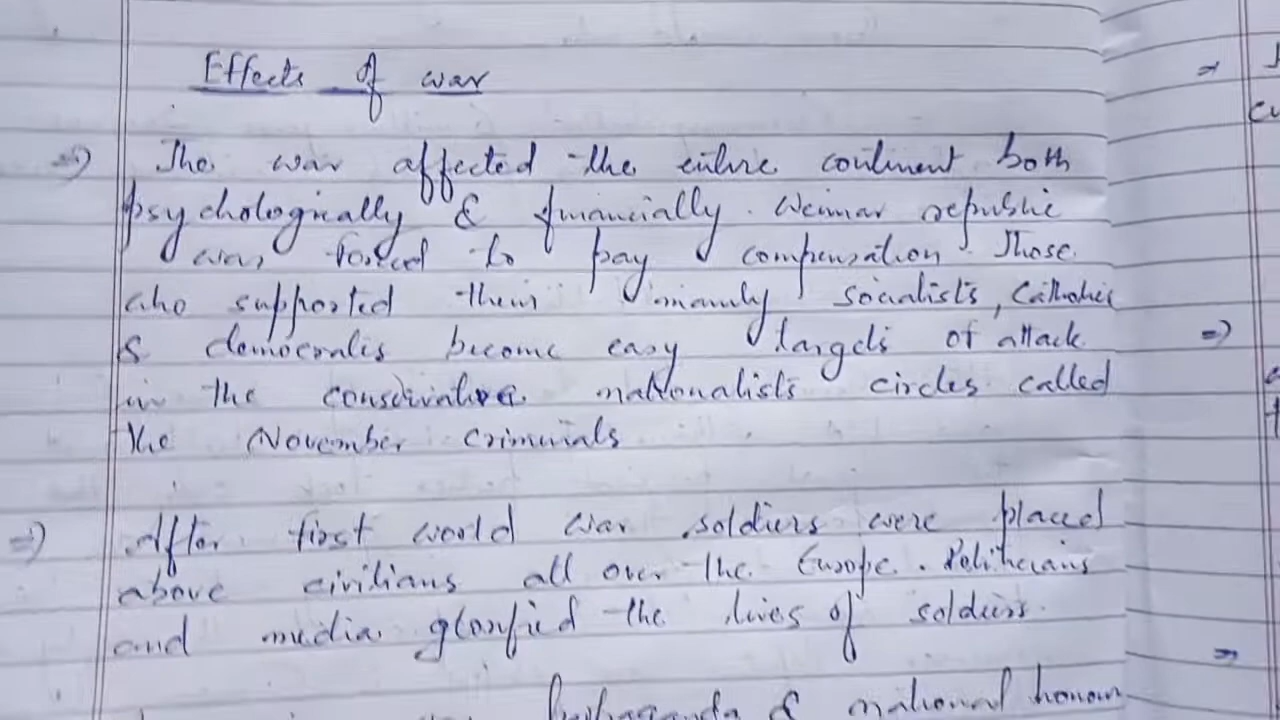 Effects of war
=) The war affected the entire continent both
psychologically & financially. Weimar republic
was forced to pay compensation. Those
who supported them mainly socialists, Catholic
& democrats become easy targets of attack
in the conservative nationalists circles called
the November criminals
=) After first world war soldiers were placed
above civilians all over the Europe. Politicians
and media glorified the lives of soldiers.
propaganda & national honour